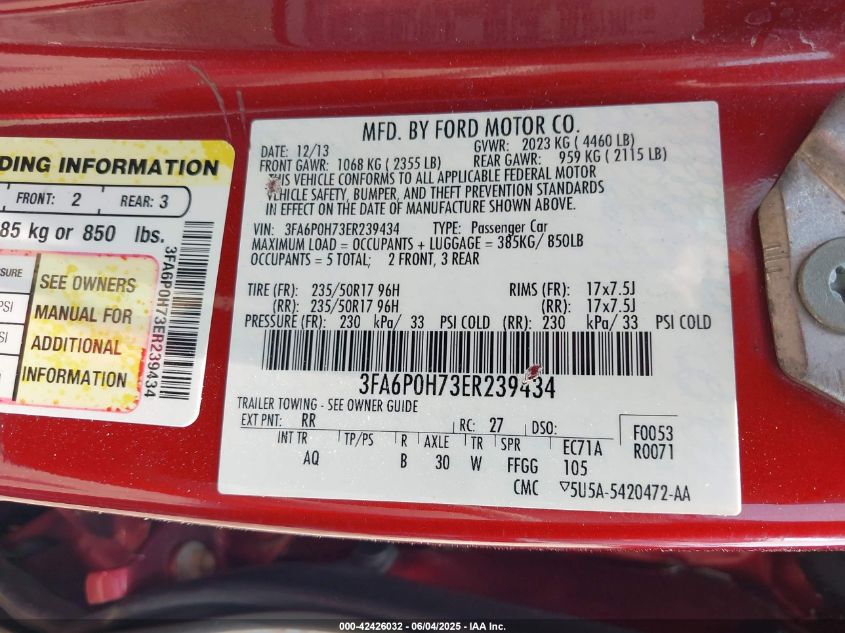 DING INFORMATION
FRONT: 2 REAR: 3
85 kg or 850 lbs.
SSURE
PSI
SI
SEE OWNERS
MANUAL FOR
ADDITIONAL
INFORMATION
3FA6P0H73ER239434
MFD. BY FORD MOTOR CO.
DATE: 12/13 GVWR: 2023 KG ( 4460 LB)
FRONT GAWR: 1068 KG ( 2355 LB) REAR GAWR: 959 KG ( 2115 LB)
THIS VEHICLE CONFORMS TO ALL APPLICABLE FEDERAL MOTOR
VEHICLE SAFETY, BUMPER, AND THEFT PREVENTION STANDARDS
IN EFFECT ON THE DATE OF MANUFACTURE SHOWN ABOVE.
VIN: 3FA6P0H73ER239434 TYPE: Passenger Car
MAXIMUM LOAD = OCCUPANTS + LUGGAGE = 385KG/ 850LB
OCCUPANTS = 5 TOTAL; 2 FRONT, 3 REAR
TIRE (FR): 235/50R17 96H RIMS (FR): 17x7.5J
(RR): 235/50R17 96H (RR): 17x7.5J
PRESSURE (FR): 230 kPa/ 33 PSI COLD (RR): 230 kPa/ 33 PSI COLD
3FA6P0H73ER239434
TRAILER TOWING - SEE OWNER GUIDE
EXT PNT: RR RC: 27 DSO: F0053
INT TR TP/PS R AXLE TR SPR EC71A R0071
AQ B 30 W FFGG 105
CMC ▽5U5A-5420472-AA
000-42426032 / 06/04/2025 - IAA Inc.